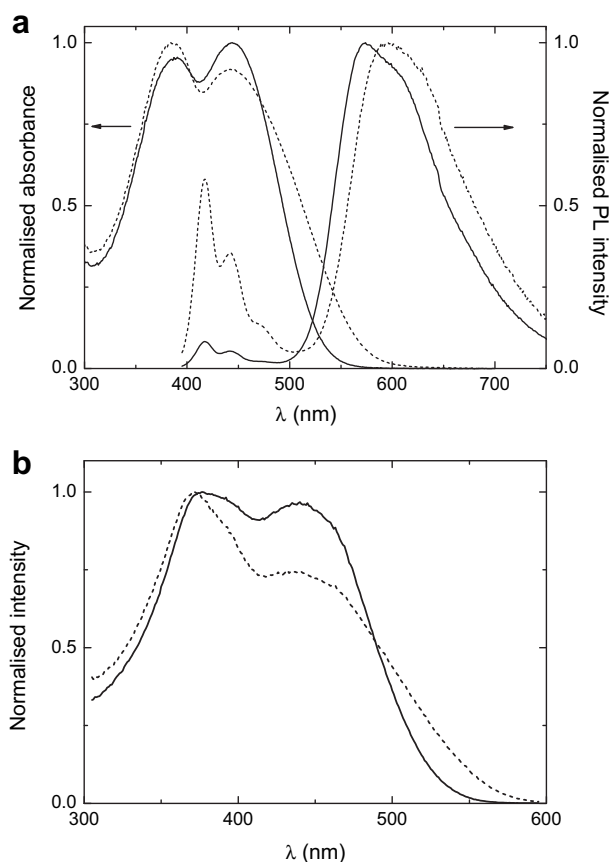 a
1.0
0.5
0.0
1.0
0.5
0.0
Normalised absorbance
Normalised PL intensity
300 400 500 600 700
λ (nm)
b
1.0
0.5
0.0
Normalised intensity
300 400 500 600
λ (nm)